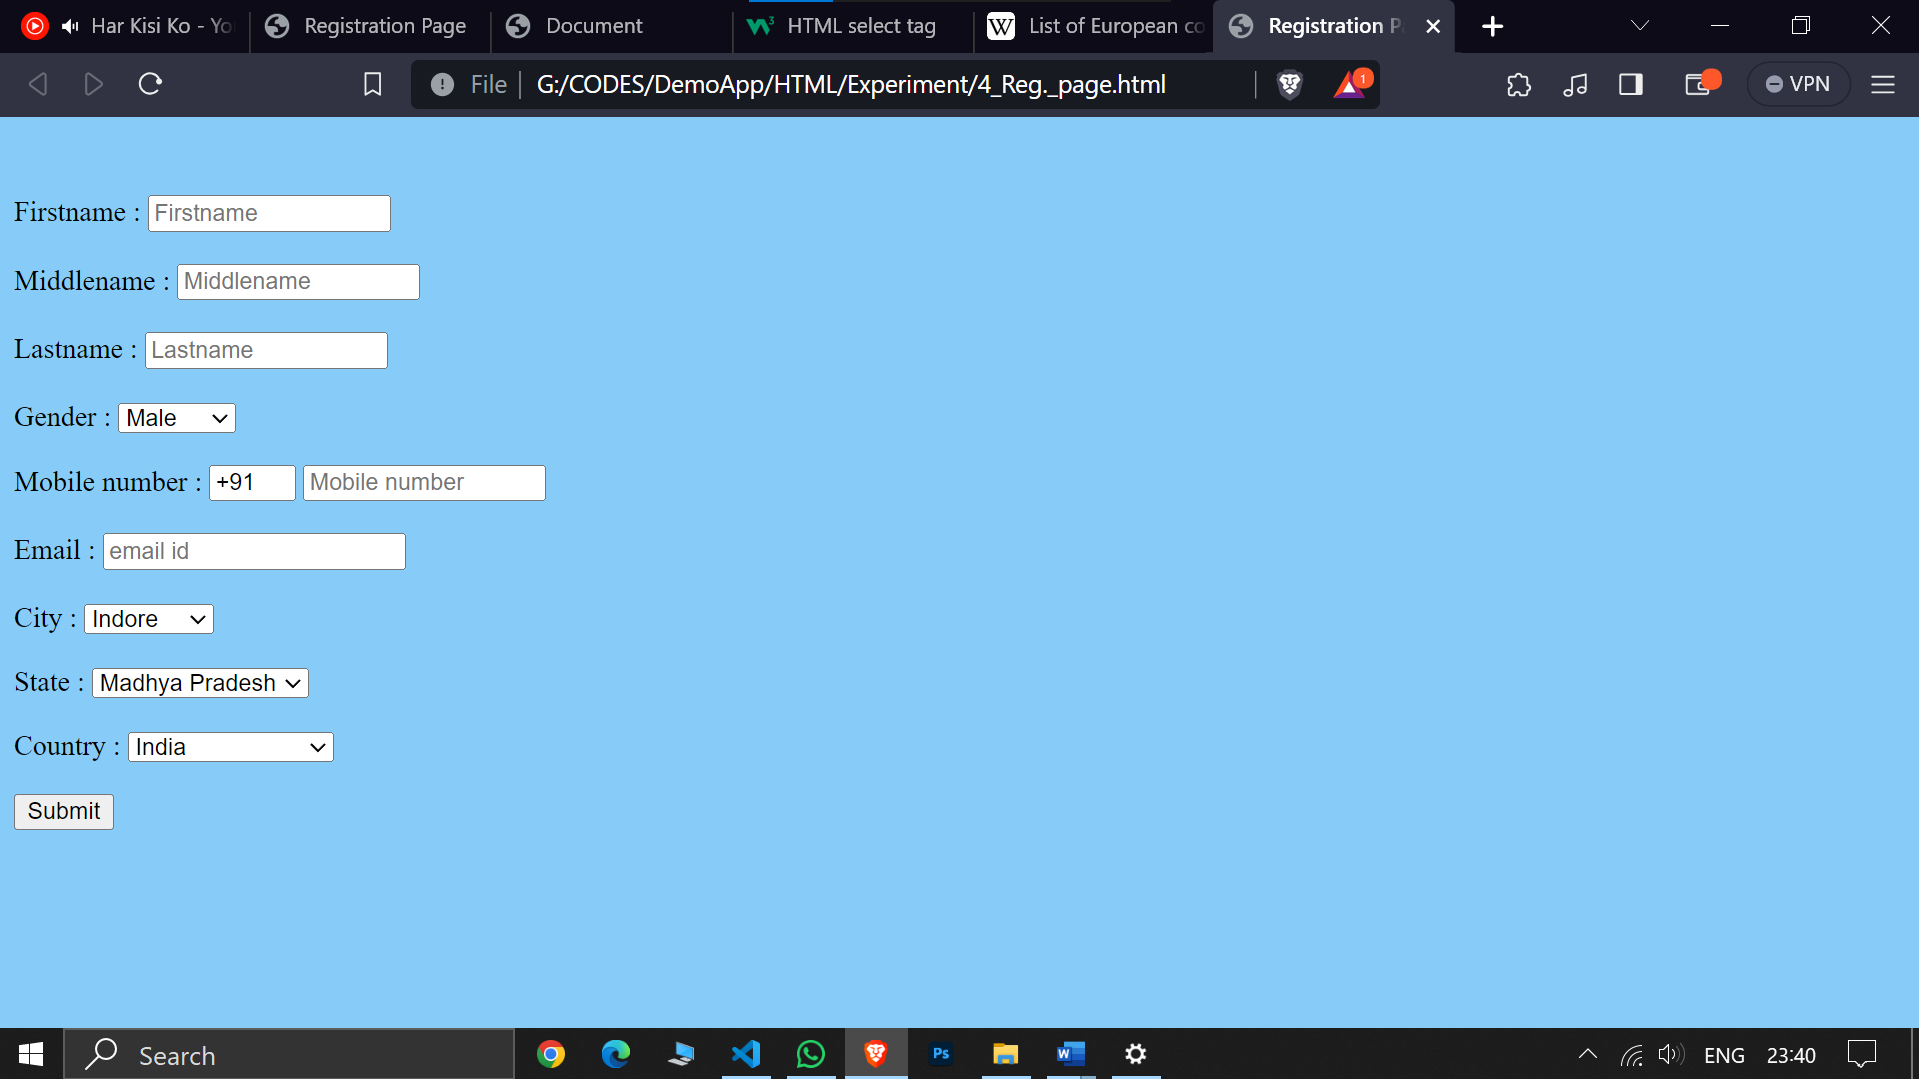 Har Kisi Ko - Yo
Registration Page
Document
HTML select tag
List of European co
Registration P
File
G:/CODES/DemoApp/HTML/Experiment/4_Reg._page.html
1
VPN
Firstname : Firstname
Middlename : Middlename
Lastname : Lastname
Gender : Male
Mobile number : +91 Mobile number
Email : email id
City : Indore
State : Madhya Pradesh
Country : India
Submit
Search
Ps
W
ENG
23:40